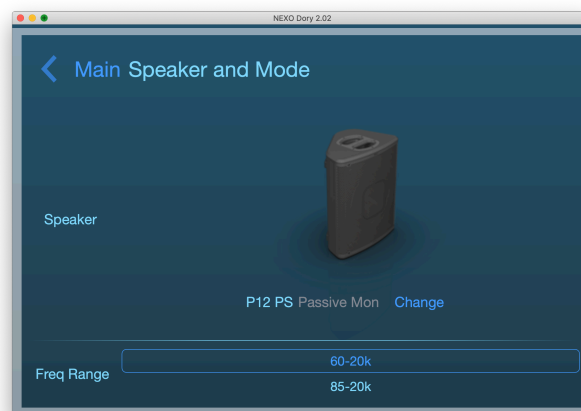 NEXO Dory 2.02
Main Speaker and Mode
Speaker
P12 PS Passive Mon Change
60-20k
Freq Range
85-20k